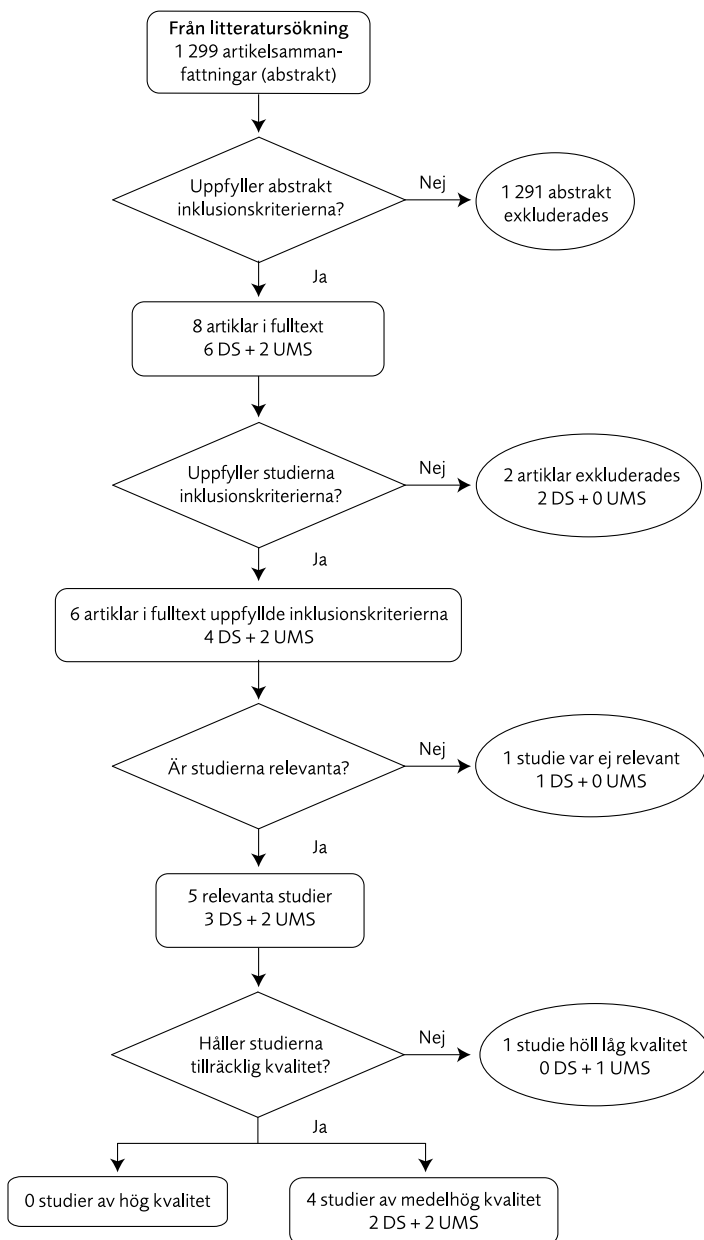 Från litteratursökning
1 299 artikelsamman-
fattningar (abstrakt)
Uppfyller abstrakt
inklusionskriterierna?
Nej
1 291 abstrakt
exkluderades
Ja
8 artiklar i fulltext
6 DS + 2 UMS
Uppfyller studierna
inklusionskriterierna?
Nej
2 artiklar exkluderades
2 DS + 0 UMS
Ja
6 artiklar i fulltext uppfyllde inklusionskriterierna
4 DS + 2 UMS
Är studierna relevanta?
Nej
1 studie var ej relevant
1 DS + 0 UMS
Ja
5 relevanta studier
3 DS + 2 UMS
Håller studierna
tillräcklig kvalitet?
Nej
1 studie höll låg kvalitet
0 DS + 1 UMS
Ja
0 studier av hög kvalitet
4 studier av medelhög kvalitet
2 DS + 2 UMS